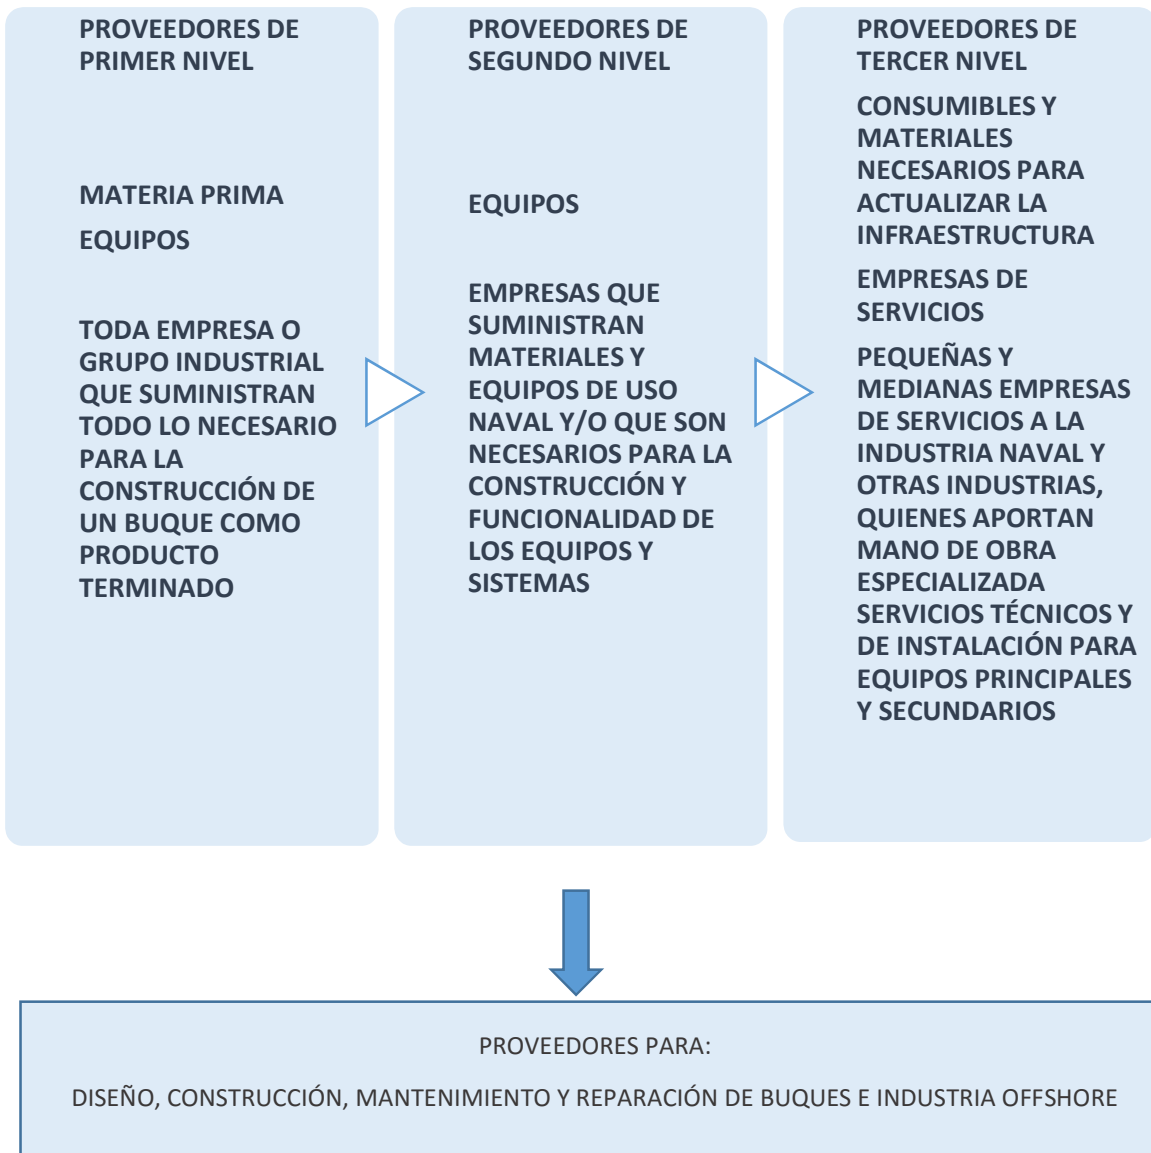 PROVEEDORES DE
PRIMER NIVEL
MATERIA PRIMA
EQUIPOS
TODA EMPRESA O
GRUPO INDUSTRIAL
QUE SUMINISTRAN
TODO LO NECESARIO
PARA LA
CONSTRUCCIÓN DE
UN BUQUE COMO
PRODUCTO
TERMINADO
PROVEEDORES DE
SEGUNDO NIVEL
EQUIPOS
EMPRESAS QUE
SUMINISTRAN
MATERIALES Y
EQUIPOS DE USO
NAVAL Y/O QUE SON
NECESARIOS PARA LA
CONSTRUCCIÓN Y
FUNCIONALIDAD DE
LOS EQUIPOS Y
SISTEMAS
PROVEEDORES DE
TERCER NIVEL
CONSUMIBLES Y
MATERIALES
NECESARIOS PARA
ACTUALIZAR LA
INFRAESTRUCTURA
EMPRESAS DE
SERVICIOS
PEQUEÑAS Y
MEDIANAS EMPRESAS
DE SERVICIOS A LA
INDUSTRIA NAVAL Y
OTRAS INDUSTRIAS,
QUIENES APORTAN
MANO DE OBRA
ESPECIALIZADA
SERVICIOS TÉCNICOS Y
DE INSTALACIÓN PARA
EQUIPOS PRINCIPALES
Y SECUNDARIOS
PROVEEDORES PARA:
DISEÑO, CONSTRUCCIÓN, MANTENIMIENTO Y REPARACIÓN DE BUQUES E INDUSTRIA OFFSHORE